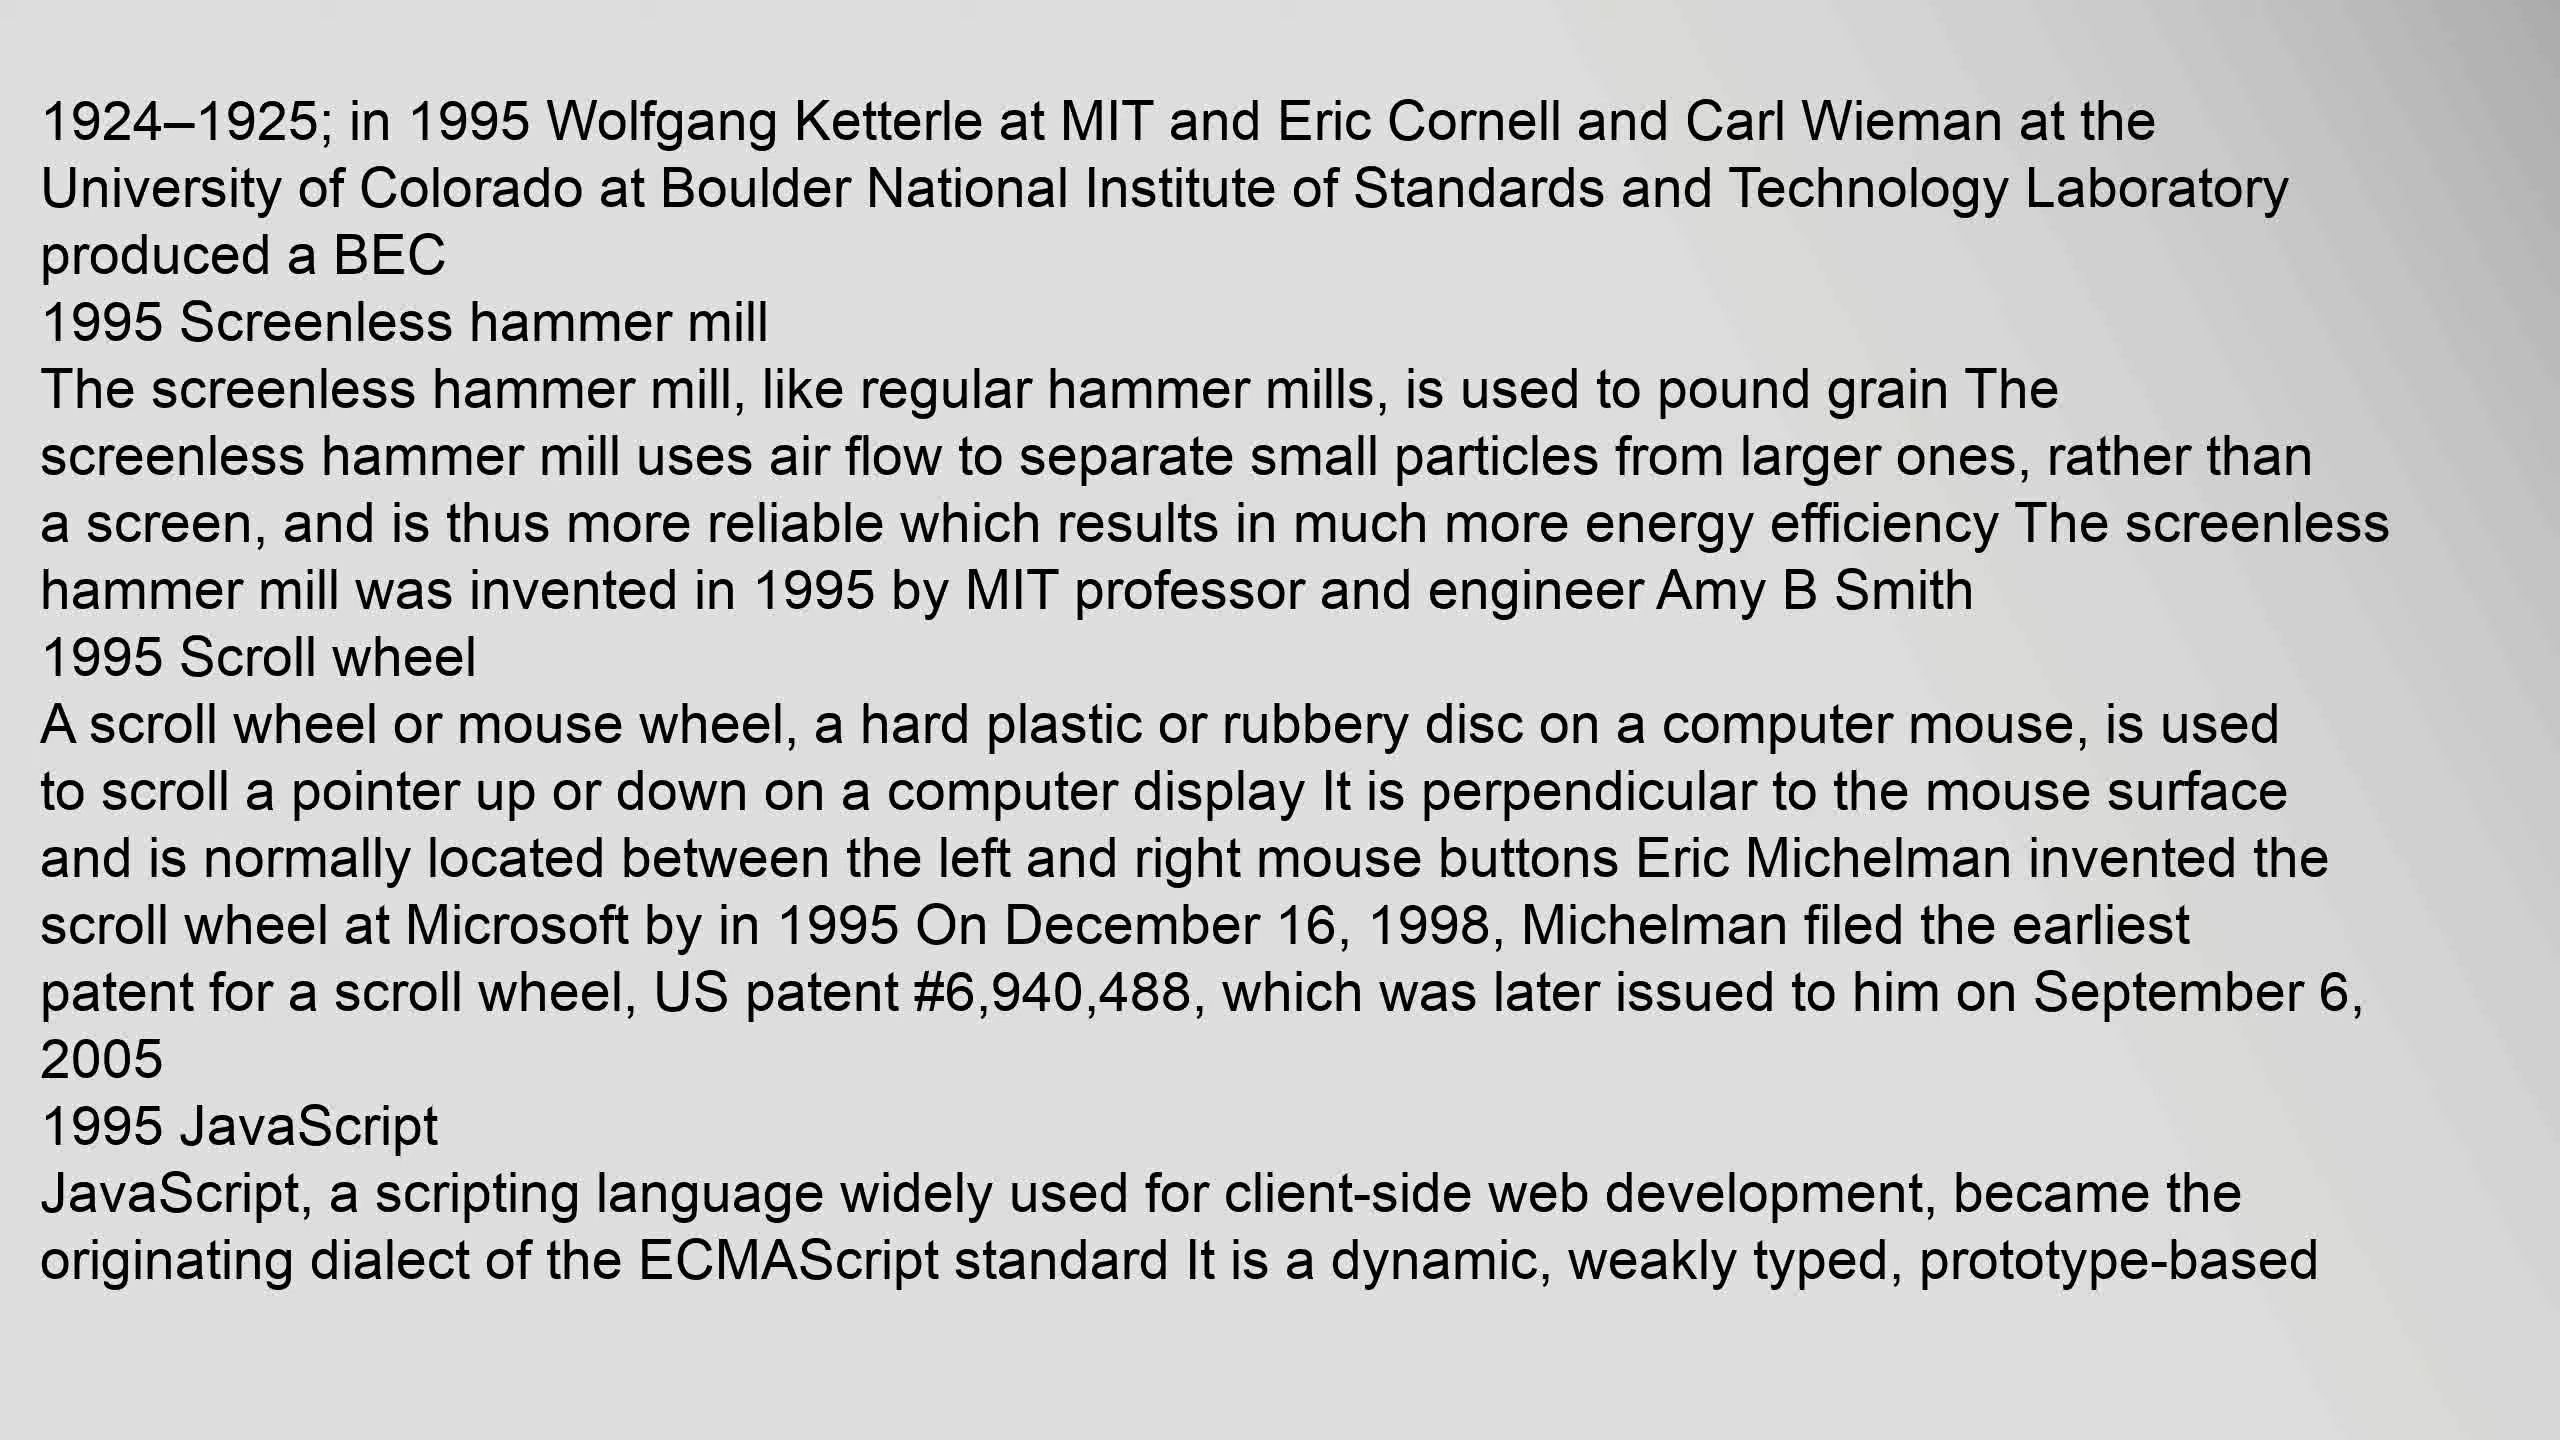 1924–1925; in 1995 Wolfgang Ketterle at MIT and Eric Cornell and Carl Wieman at the
University of Colorado at Boulder National Institute of Standards and Technology Laboratory
produced a BEC
1995 Screenless hammer mill
The screenless hammer mill, like regular hammer mills, is used to pound grain The
screenless hammer mill uses air flow to separate small particles from larger ones, rather than
a screen, and is thus more reliable which results in much more energy efficiency The screenless
hammer mill was invented in 1995 by MIT professor and engineer Amy B Smith
1995 Scroll wheel
A scroll wheel or mouse wheel, a hard plastic or rubbery disc on a computer mouse, is used
to scroll a pointer up or down on a computer display It is perpendicular to the mouse surface
and is normally located between the left and right mouse buttons Eric Michelman invented the
scroll wheel at Microsoft by in 1995 On December 16, 1998, Michelman filed the earliest
patent for a scroll wheel, US patent #6,940,488, which was later issued to him on September 6,
2005
1995 JavaScript
JavaScript, a scripting language widely used for client-side web development, became the
originating dialect of the ECMAScript standard It is a dynamic, weakly typed, prototype-based